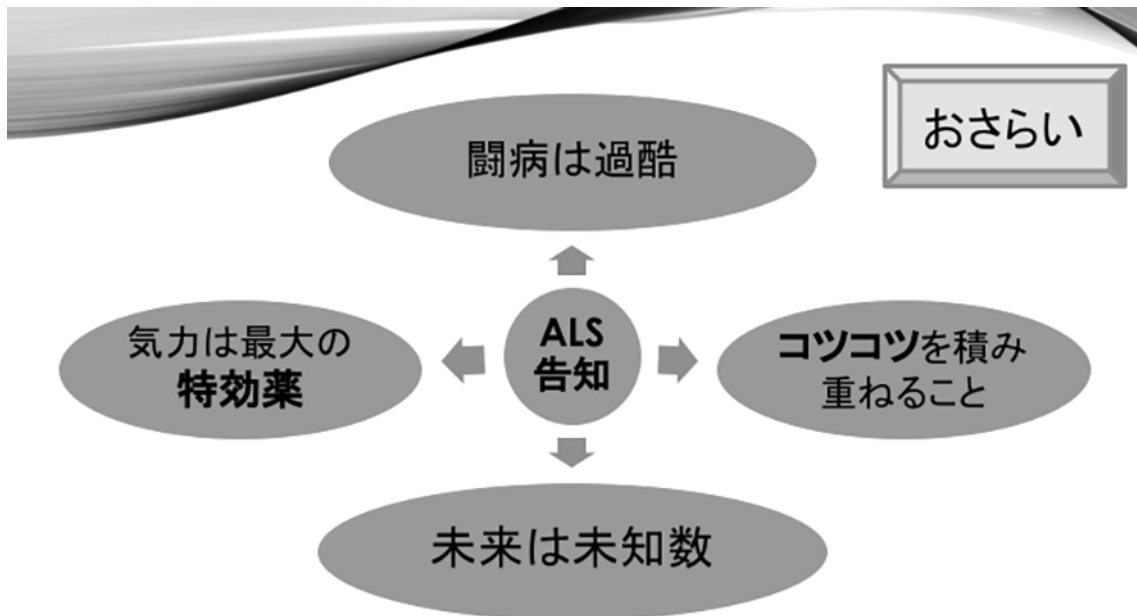 おさらい
闘病は過酷
気力は最大の
特効薬
ALS
告知
コツコツを積み
重ねること
未来は未知数